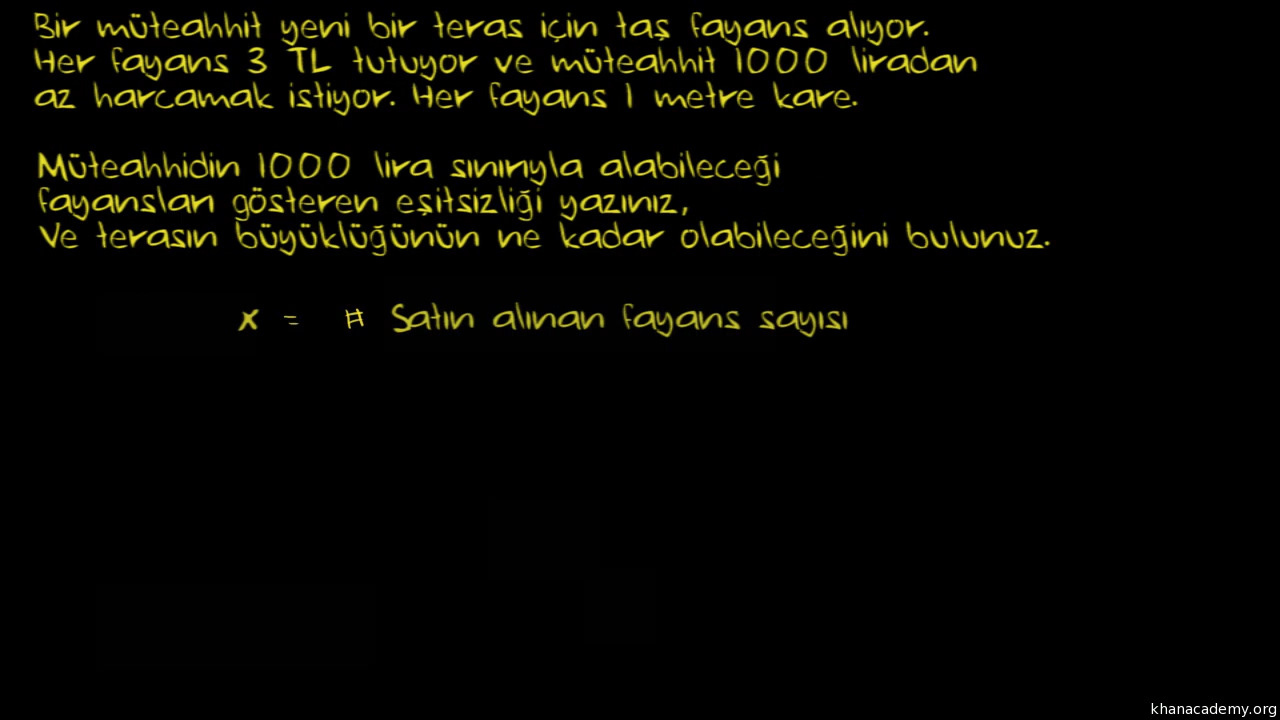 Bir müteahhit yeni bir teras için taş fayans alıyor.
Her fayans 3 TL tutuyor ve müteahhit 1000 liradan
az harcamak istiyor. Her fayans 1 metre kare.
Müteahhidin 1000 lira sınırıyla alabileceği
fayansları gösteren eşitsizliği yazınız,
Ve terasın büyüklüğünün ne kadar olabileceğini bulunuz.
x = # Satın alınan fayans sayısı
khanacademy.org